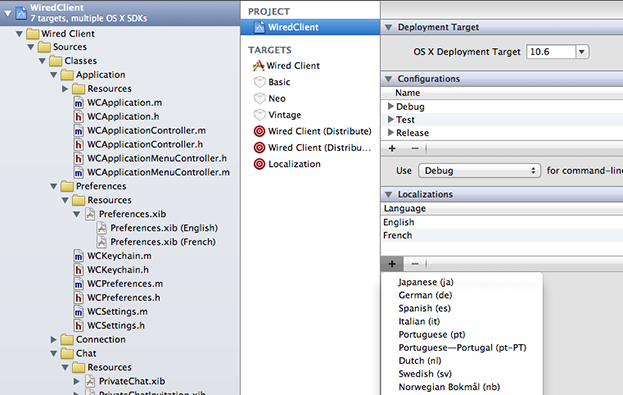 WiredClient
7 targets, multiple OS X SDKs
Wired Client
Sources
Classes
Application
Resources
WCApplication.m
WCApplication.h
WCApplicationController.m
WCApplicationMenuController.h
WCApplicationMenuController.m
Preferences
Resources
Preferences.xib
Preferences.xib (English)
Preferences.xib (French)
WCKeychain.m
WCKeychain.h
WCPreferences.m
WCPreferences.h
WCSettings.m
WCSettings.h
Connection
Chat
Resources
PrivateChat.xib
PrivateChatInvitation.xib
PROJECT
WiredClient
TARGETS
Wired Client
Basic
Neo
Vintage
Wired Client (Distribute)
Wired Client (Distribu...
Localization
Deployment Target
OS X Deployment Target 10.6
Configurations
Name
Debug
Test
Release
Use Debug for command-line
Localizations
Language
English
French
Japanese (ja)
German (de)
Spanish (es)
Italian (it)
Portuguese (pt)
Portuguese—Portugal (pt-PT)
Dutch (nl)
Swedish (sv)
Norwegian Bokmål (nb)